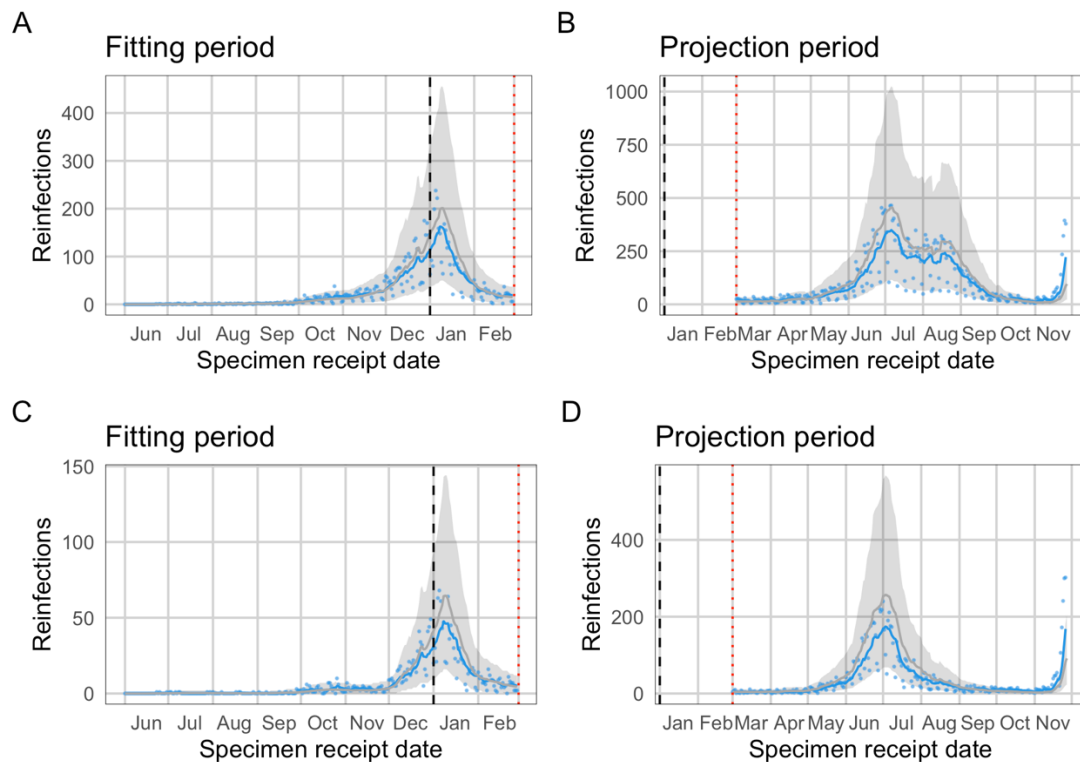 A
Fitting period
Reinfections
400
300
200
100
0
Jun Jul Aug Sep Oct Nov Dec Jan Feb
Specimen receipt date
B
Projection period
Reinfections
1000
750
500
250
0
Jan Feb Mar Apr May Jun Jul Aug Sep Oct Nov
Specimen receipt date
C
Fitting period
Reinfections
150
100
50
0
Jun Jul Aug Sep Oct Nov Dec Jan Feb
Specimen receipt date
D
Projection period
Reinfections
400
200
0
Jan Feb Mar Apr May Jun Jul Aug Sep Oct Nov
Specimen receipt date